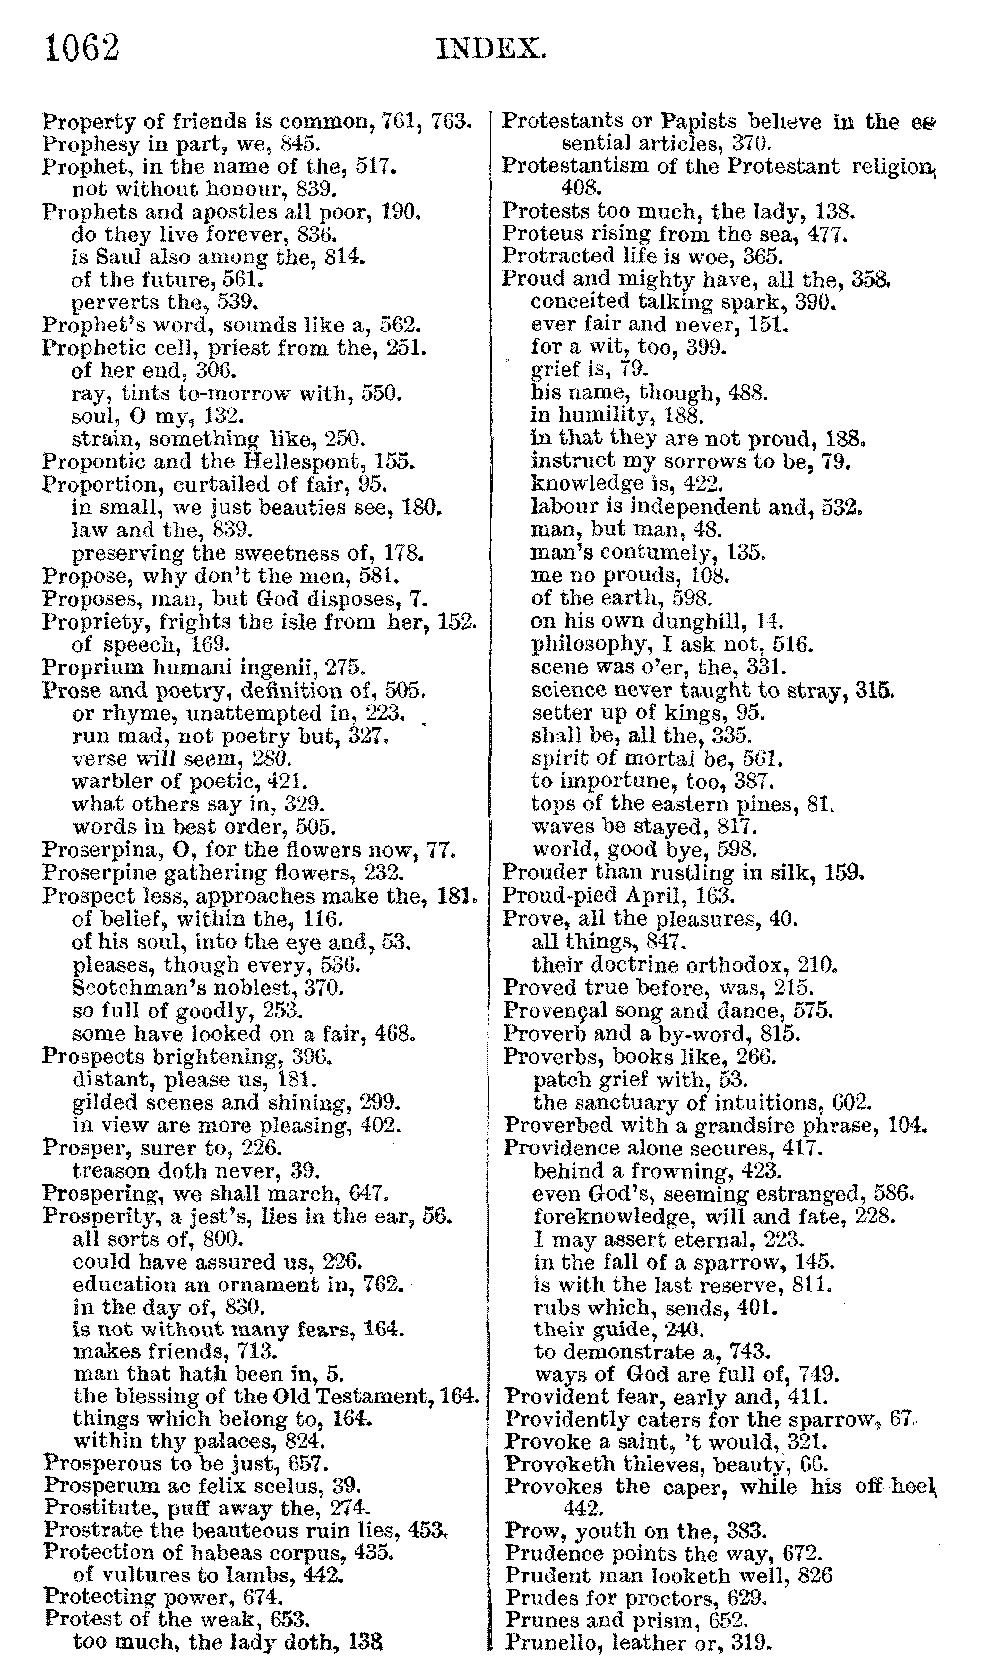 1062
INDEX.
Property of friends is common, 761, 763.
Prophesy in part, we, 845.
Prophet, in the name of the, 517.
not without honour, 839.
Prophets and apostles all poor, 190.
do they live forever, 836.
is Saul also among the, 814.
of the future, 561.
perverts the, 539.
Prophet's word, sounds like a, 562.
Prophetic cell, priest from the, 251.
of her end, 306.
ray, tints to-morrow with, 550.
soul, O my, 132.
strain, something like, 250.
Propontic and the Hellespont, 155.
Proportion, curtailed of fair, 95.
in small, we just beauties see, 180.
law and the, 839.
preserving the sweetness of, 178.
Propose, why don't the men, 581.
Proposes, man, but God disposes, 7.
Propriety, frights the isle from her, 152.
of speech, 169.
Proprium humani ingenii, 275.
Prose and poetry, definition of, 505.
or rhyme, unattempted in, 223.
run mad, not poetry but, 327.
verse will seem, 280.
warbler of poetic, 421.
what others say in, 329.
words in best order, 505.
Proserpina, O, for the flowers now, 77.
Proserpine gathering flowers, 232.
Prospect less, approaches make the, 181.
of belief, within the, 116.
of his soul, into the eye and, 53.
pleases, though every, 536.
Scotchman's noblest, 370.
so full of goodly, 253.
some have looked on a fair, 468.
Prospects brightening, 396.
distant, please us, 181.
gilded scenes and shining, 299.
in view are more pleasing, 402.
Prosper, surer to, 226.
treason doth never, 39.
Prospering, we shall march, 647.
Prosperity, a jest's, lies in the ear, 56.
all sorts of, 800.
could have assured us, 226.
education an ornament in, 762.
in the day of, 830.
is not without many fears, 164.
makes friends, 713.
man that hath been in, 5.
the blessing of the Old Testament, 164.
things which belong to, 164.
within thy palaces, 824.
Prosperous to be just, 657.
Prosperum ac felix scelus, 39.
Prostitute, puff away the, 274.
Prostrate the beauteous ruin lies, 453.
Protection of habeas corpus, 435.
of vultures to lambs, 442.
Protecting power, 674.
Protest of the weak, 653.
too much, the lady doth, 138
Protestants or Papists believe in the es-
sential articles, 370.
Protestantism of the Protestant religion,
408.
Protests too much, the lady, 138.
Proteus rising from the sea, 477.
Protracted life is woe, 365.
Proud and mighty have, all the, 358.
conceited talking spark, 390.
ever fair and never, 151.
for a wit, too, 399.
grief is, 79.
his name, though, 488.
in humility, 188.
in that they are not proud, 188.
instruct my sorrows to be, 79.
knowledge is, 422.
labour is independent and, 532.
man, but man, 48.
man's contumely, 135.
me no prouds, 108.
of the earth, 598.
on his own dunghill, 14.
philosophy, I ask not, 516.
scene was o'er, the, 331.
science never taught to stray, 315.
setter up of kings, 95.
shall be, all the, 335.
spirit of mortal be, 561.
to importune, too, 387.
tops of the eastern pines, 81.
waves be stayed, 817.
world, good bye, 598.
Prouder than rustling in silk, 159.
Proud-pied April, 163.
Prove, all the pleasures, 40.
all things, 847.
their doctrine orthodox, 210.
Proved true before, was, 215.
Provençal song and dance, 575.
Proverb and a by-word, 815.
Proverbs, books like, 266.
patch grief with, 53.
the sanctuary of intuitions, 602.
Proverbed with a grandsire phrase, 104.
Providence alone secures, 417.
behind a frowning, 423.
even God's, seeming estranged, 586.
foreknowledge, will and fate, 228.
I may assert eternal, 223.
in the fall of a sparrow, 145.
is with the last reserve, 811.
rubs which, sends, 401.
their guide, 240.
to demonstrate a, 743.
ways of God are full of, 749.
Provident fear, early and, 411.
Providently caters for the sparrow, 67.
Provoke a saint, 't would, 321.
Provoketh thieves, beauty, 66.
Provokes the caper, while his off heel,
442.
Prow, youth on the, 383.
Prudence points the way, 672.
Prudent man looketh well, 826
Prudes for proctors, 629.
Prunes and prism, 652.
Prunello, leather or, 319.